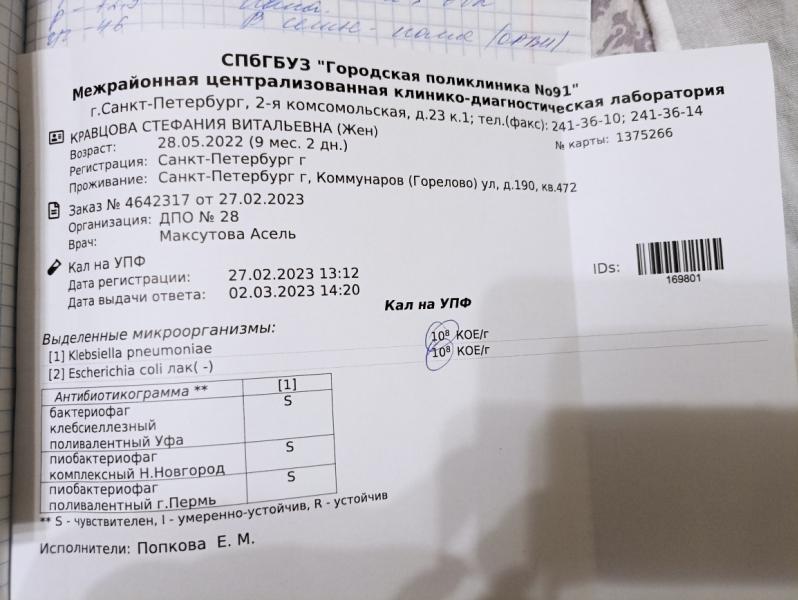 СПбГБУЗ "Городская поликлиника №91"
Межрайонная централизованная клинико-диагностическая лаборатория
г.Санкт-Петербург, 2-я комсомольская, д.23 к.1; тел.(факс): 241-36-10; 241-36-14
КРАВЦОВА СТЕФАНИЯ ВИТАЛЬЕВНА (Жен)
№ карты: 1375266
Возраст: 28.05.2022 (9 мес. 2 дн.)
Регистрация: Санкт-Петербург г
Проживание: Санкт-Петербург г, Коммунаров (Горелово) ул, д.190, кв.472
Заказ № 4642317 от 27.02.2023
Организация: ДПО № 28
Врач: Максутова Асель
Кал на УПФ
IDs:
169801
Дата регистрации: 27.02.2023 13:12
Дата выдачи ответа: 02.03.2023 14:20
Кал на УПФ
Выделенные микроорганизмы:
[1] Klebsiella pneumoniae 10⁸ КОЕ/г
[2] Escherichia coli лак( -) 10⁸ КОЕ/г
Антибиотикограмма ** [1]
бактериофаг S
клебсиеллезный
поливалентный Уфа
пиобактериофаг S
комплексный Н.Новгород
пиобактериофаг S
поливалентный г.Пермь
** S - чувствителен, I - умеренно-устойчив, R - устойчив
Исполнители: Попкова Е. М.